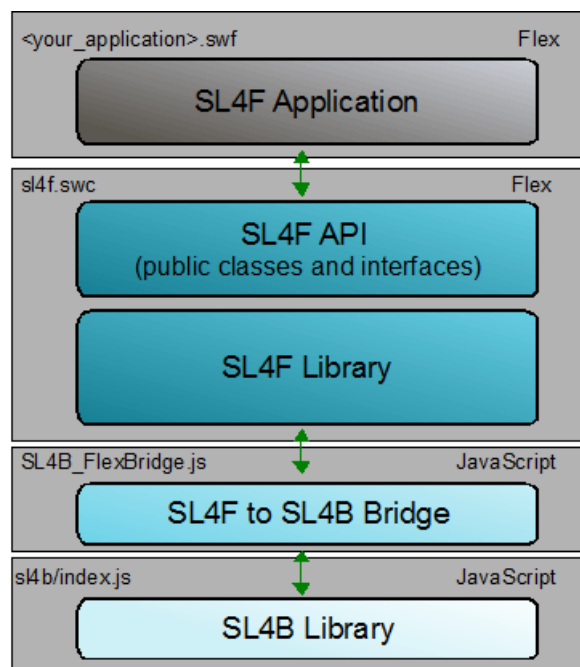 <your_application>.swf Flex
SL4F Application
sl4f.swc Flex
SL4F API
(public classes and interfaces)
SL4F Library
SL4B_FlexBridge.js JavaScript
SL4F to SL4B Bridge
sl4b/index.js JavaScript
SL4B Library